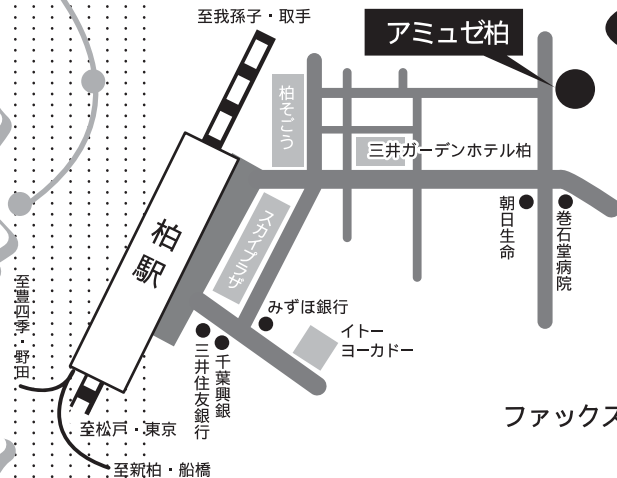 至我孫子・取手
アミュゼ柏
柏そごう
三井ガーデンホテル柏
朝日生命
巻石堂病院
スカイプラザ
柏駅
みずほ銀行
イトー
ヨーカドー
至豊四季・野田
三井住友銀行
千葉興銀
至松戸・東京
至新柏・船橋
ファックス